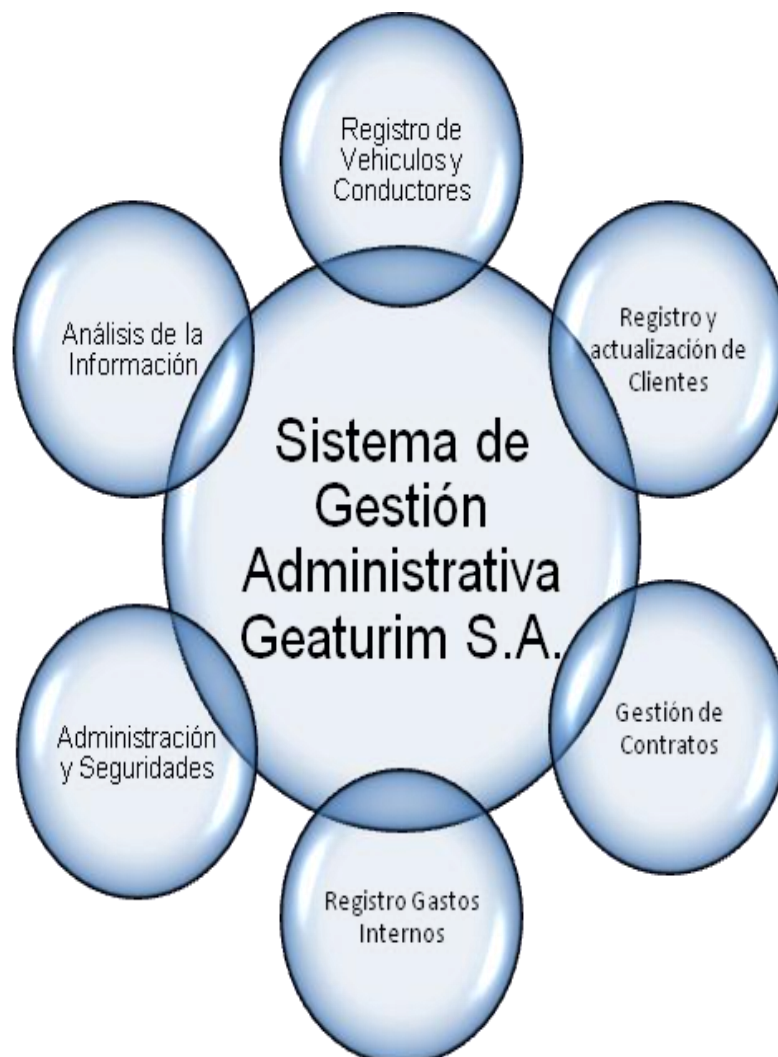 Registro de
Vehiculos y
Conductores
Registro y
actualización de
Clientes
Análisis de la
Información
Sistema de
Gestión
Administrativa
Geaturim S.A.
Gestión de
Contratos
Administración
y Seguridades
Registro Gastos
Internos